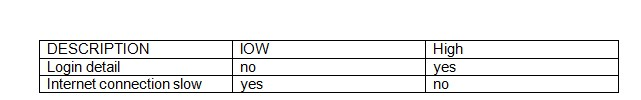 DESCRIPTION IOW High
Login detail no yes
Internet connection slow yes no